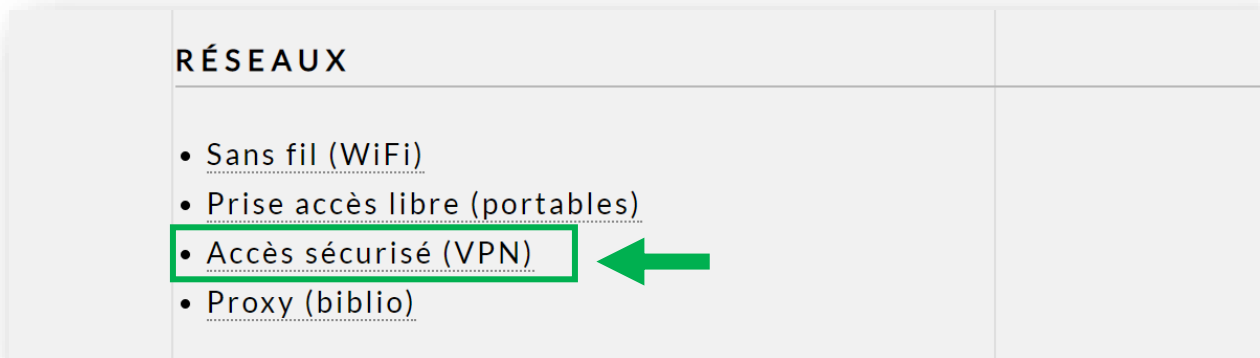 RÉSEAUX
• Sans fil (WiFi)
• Prise accès libre (portables)
• Accès sécurisé (VPN)
• Proxy (biblio)